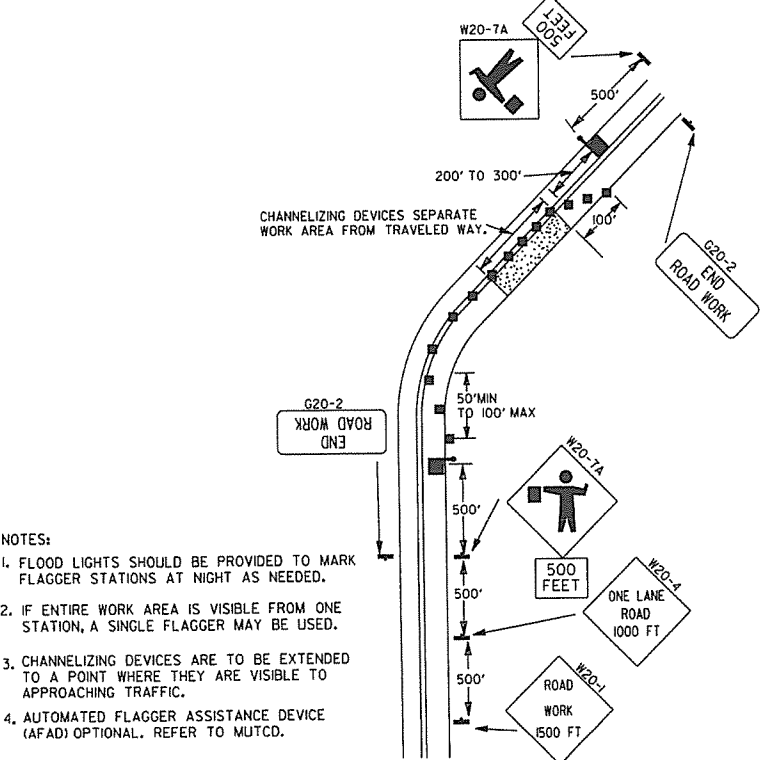 W20-7A
500
FEET
500'
200' TO 300'
CHANNELIZING DEVICES SEPARATE
WORK AREA FROM TRAVELED WAY.
100'
G20-2
END
ROAD WORK
50'MIN
TO 100' MAX
G20-2
END
ROAD WORK
W20-7A
500'
500
FEET
W20-4
ONE LANE
ROAD
1000 FT
500'
W20-1
ROAD
WORK
1500 FT
500'
NOTES:
1. FLOOD LIGHTS SHOULD BE PROVIDED TO MARK
FLAGGER STATIONS AT NIGHT AS NEEDED.
2. IF ENTIRE WORK AREA IS VISIBLE FROM ONE
STATION, A SINGLE FLAGGER MAY BE USED.
3. CHANNELIZING DEVICES ARE TO BE EXTENDED
TO A POINT WHERE THEY ARE VISIBLE TO
APPROACHING TRAFFIC.
4. AUTOMATED FLAGGER ASSISTANCE DEVICE
(AFAD) OPTIONAL. REFER TO MUTCD.